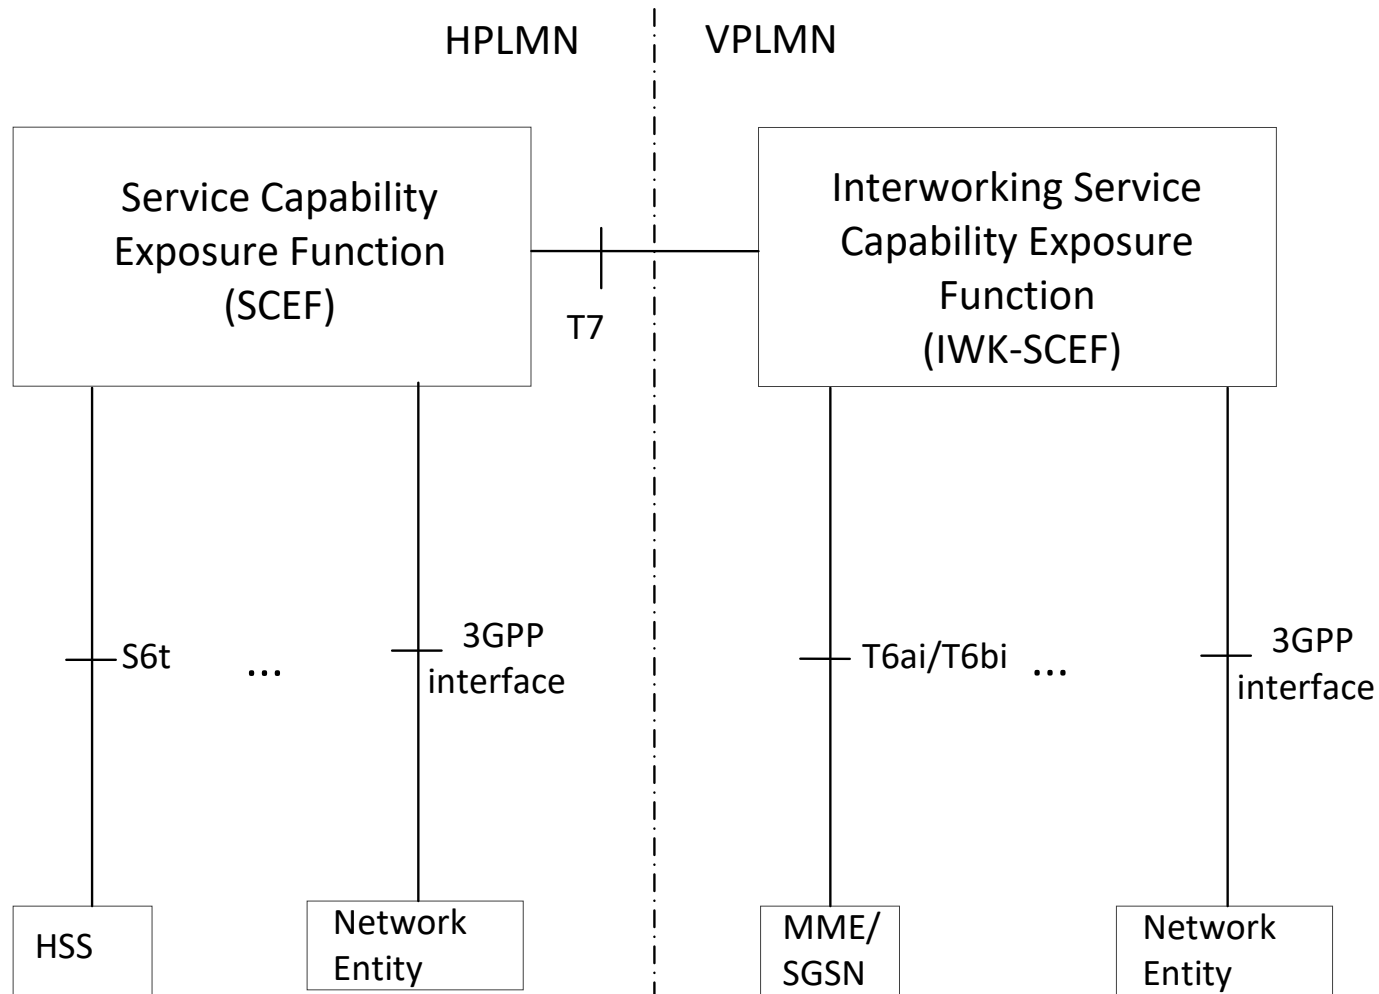 HPLMN
VPLMN
Service Capability
Exposure Function
(SCEF)
T7
Interworking Service
Capability Exposure
Function
(IWK-SCEF)
S6t
...
3GPP
interface
T6ai/T6bi
...
3GPP
interface
HSS
Network
Entity
MME/
SGSN
Network
Entity